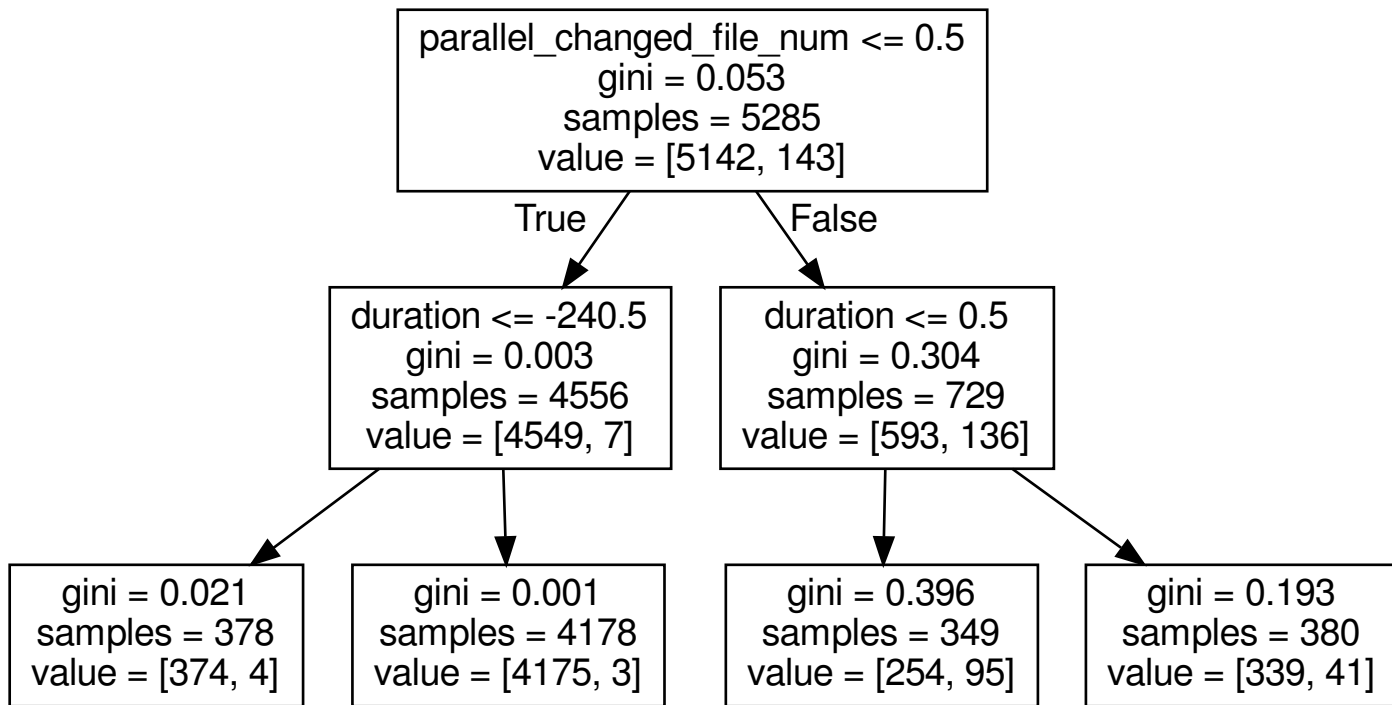 parallel_changed_file_num <= 0.5
gini = 0.053
samples = 5285
value = [5142, 143]
True
False
duration <= -240.5
gini = 0.003
samples = 4556
value = [4549, 7]
duration <= 0.5
gini = 0.304
samples = 729
value = [593, 136]
gini = 0.021
samples = 378
value = [374, 4]
gini = 0.001
samples = 4178
value = [4175, 3]
gini = 0.396
samples = 349
value = [254, 95]
gini = 0.193
samples = 380
value = [339, 41]